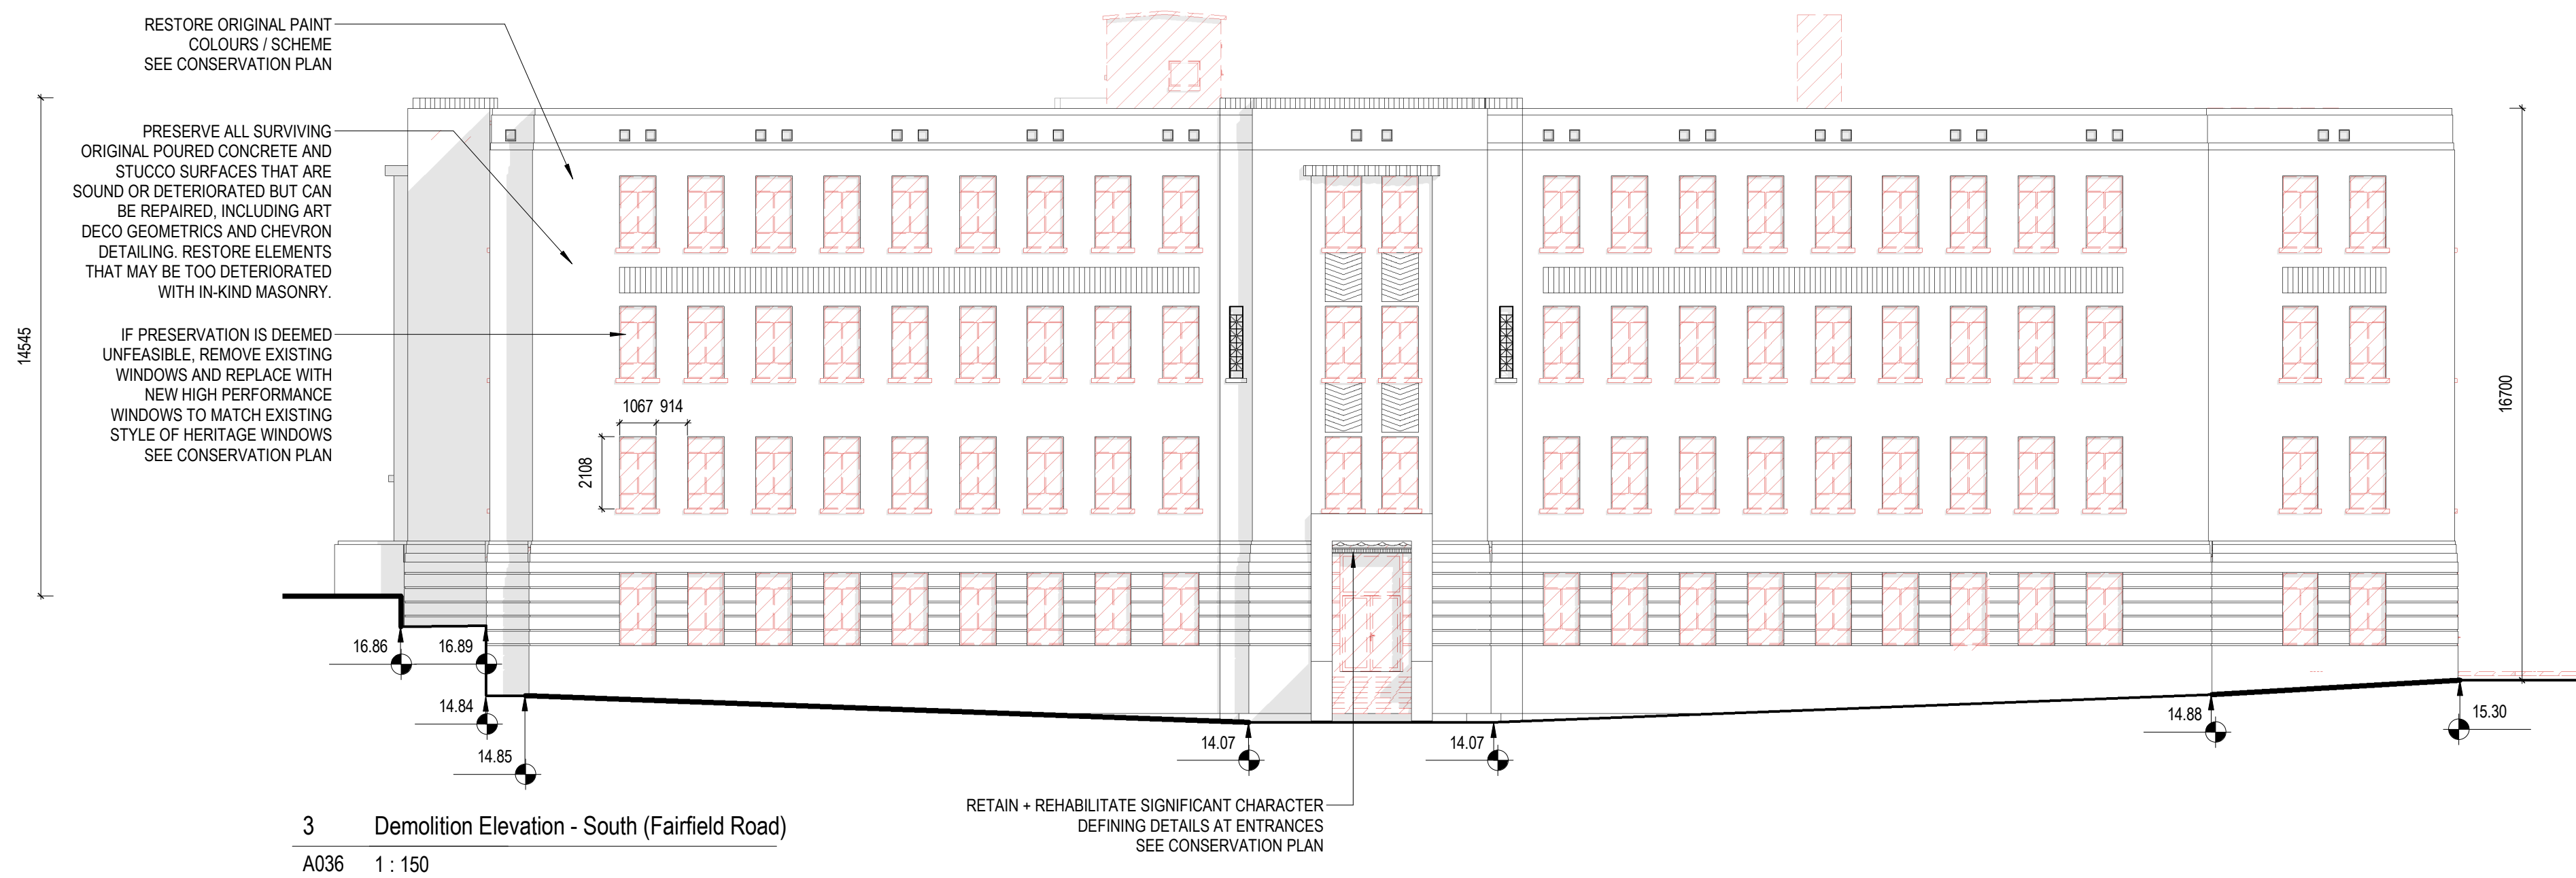 RESTORE ORIGINAL PAINT
COLOURS / SCHEME
SEE CONSERVATION PLAN
PRESERVE ALL SURVIVING
ORIGINAL POURED CONCRETE AND
STUCCO SURFACES THAT ARE
SOUND OR DETERIORATED BUT CAN
BE REPAIRED, INCLUDING ART
DECO GEOMETRICS AND CHEVRON
DETAILING. RESTORE ELEMENTS
THAT MAY BE TOO DETERIORATED
WITH IN-KIND MASONRY.
IF PRESERVATION IS DEEMED
UNFEASIBLE, REMOVE EXISTING
WINDOWS AND REPLACE WITH
NEW HIGH PERFORMANCE
WINDOWS TO MATCH EXISTING
STYLE OF HERITAGE WINDOWS
SEE CONSERVATION PLAN
14545
1067 914
2108
16700
16.86
16.89
14.84
14.85
14.07
14.07
14.88
15.30
RETAIN + REHABILITATE SIGNIFICANT CHARACTER
DEFINING DETAILS AT ENTRANCES
SEE CONSERVATION PLAN
3 Demolition Elevation - South (Fairfield Road)
A036 1 : 150